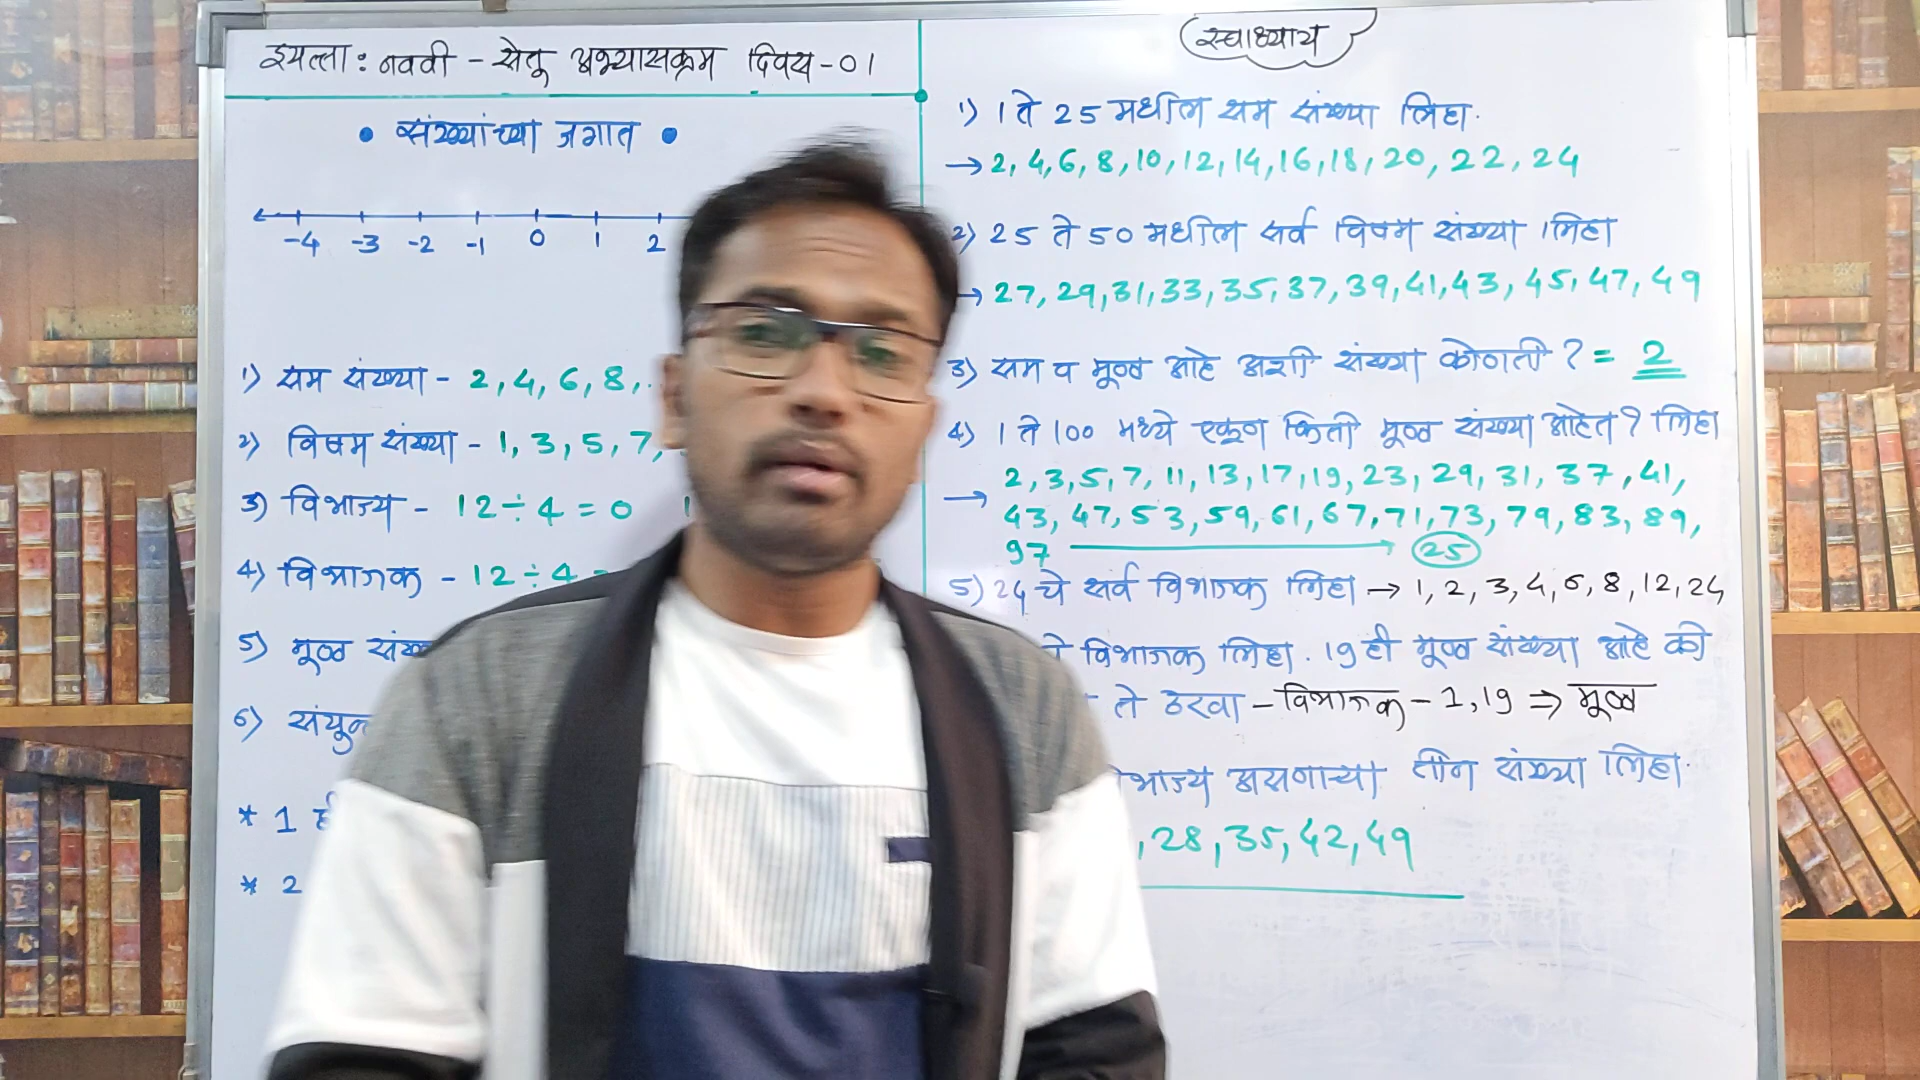 इयत्ता : नववी - सेतू अभ्यासक्रम दिवस - 01
• संख्यांच्या जगात •
-4 -3 -2 -1 0 1 2
1) सम संख्या - 2, 4, 6, 8,
2) विषम संख्या - 1, 3, 5, 7,
3) विभाज्य - 12 ÷ 4 = 0
4) विभाजक - 12 ÷ 4
5) मूळ
6)
* 1
* 2
स्वाध्याय
1) 1 ते 25 मधील सम संख्या लिहा.
→ 2, 4, 6, 8, 10, 12, 14, 16, 18, 20, 22, 24
2) 25 ते 50 मधील सर्व विषम संख्या लिहा
→ 27, 29, 31, 33, 35, 37, 39, 41, 43, 45, 47, 49
3) सम व मूळ आहे अशी संख्या कोणती ? = 2
4) 1 ते 100 मध्ये एकूण किती मूळ संख्या आहेत ? लिहा
→ 2, 3, 5, 7, 11, 13, 17, 19, 23, 29, 31, 37, 41,
43, 47, 53, 59, 61, 67, 71, 73, 79, 83, 89,
97 → 25
5) 24 चे सर्व विभाजक लिहा → 1, 2, 3, 4, 6, 8, 12, 24
विभाजक लिहा. 19 ही मूळ संख्या आहे की
ते ठरवा - विभाजक - 1, 19 ⇒ मूळ
असणाऱ्या तीन संख्या लिहा.
, 28, 35, 42, 49